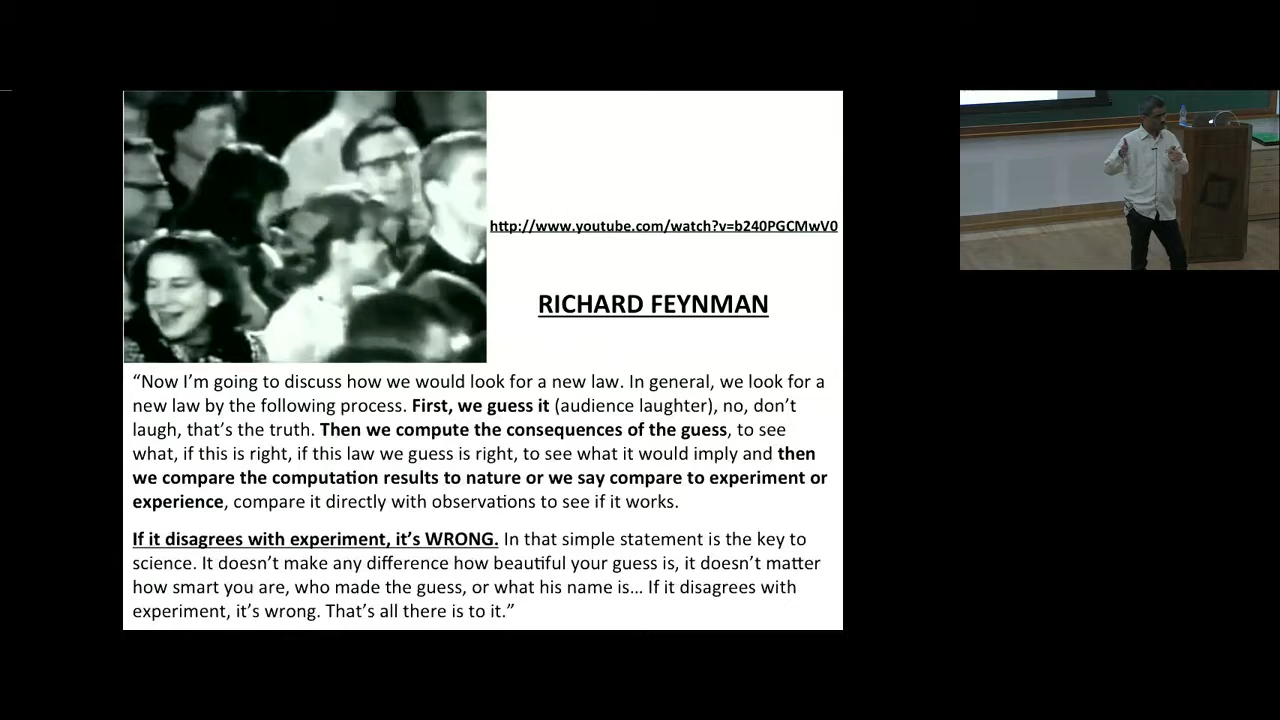 http://www.youtube.com/watch?v=b240PGCMwV0
RICHARD FEYNMAN
“Now I’m going to discuss how we would look for a new law. In general, we look for a
new law by the following process. First, we guess it (audience laughter), no, don’t
laugh, that’s the truth. Then we compute the consequences of the guess, to see
what, if this is right, if this law we guess is right, to see what it would imply and then
we compare the computation results to nature or we say compare to experiment or
experience, compare it directly with observations to see if it works.
If it disagrees with experiment, it’s WRONG. In that simple statement is the key to
science. It doesn’t make any difference how beautiful your guess is, it doesn’t matter
how smart you are, who made the guess, or what his name is… If it disagrees with
experiment, it’s wrong. That’s all there is to it.”